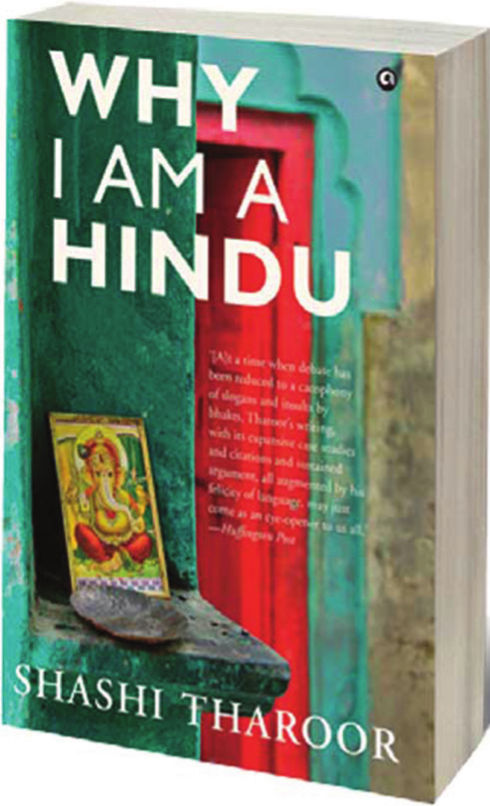 WHY
I AM A
HINDU
'[A]t a time when debate has
been reduced to a cacophony
of slogans and insults by
bhakts, Tharoor's writing,
with its expansive case studies
and citations and sustained
argument, all augmented by his
felicity of language, may just
come as an eye-opener to us all.'
—Huffington Post
SHASHI THAROOR